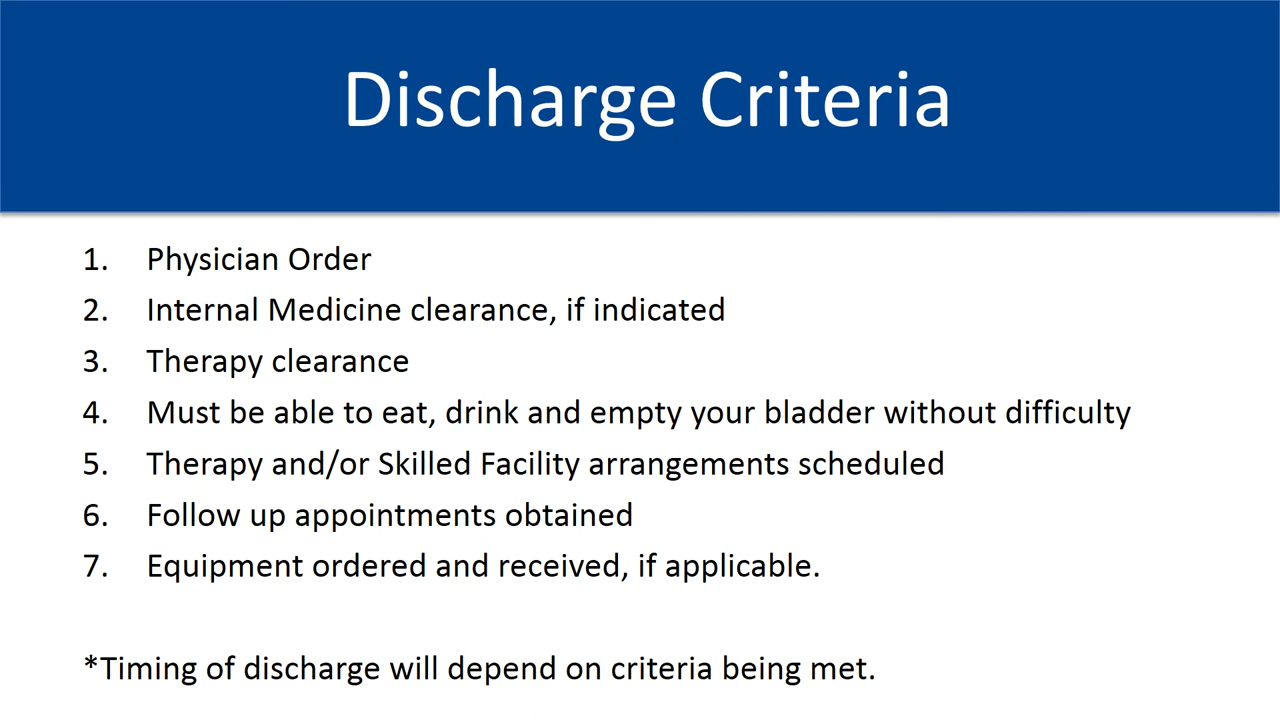 Discharge Criteria
1. Physician Order
2. Internal Medicine clearance, if indicated
3. Therapy clearance
4. Must be able to eat, drink and empty your bladder without difficulty
5. Therapy and/or Skilled Facility arrangements scheduled
6. Follow up appointments obtained
7. Equipment ordered and received, if applicable.
*Timing of discharge will depend on criteria being met.